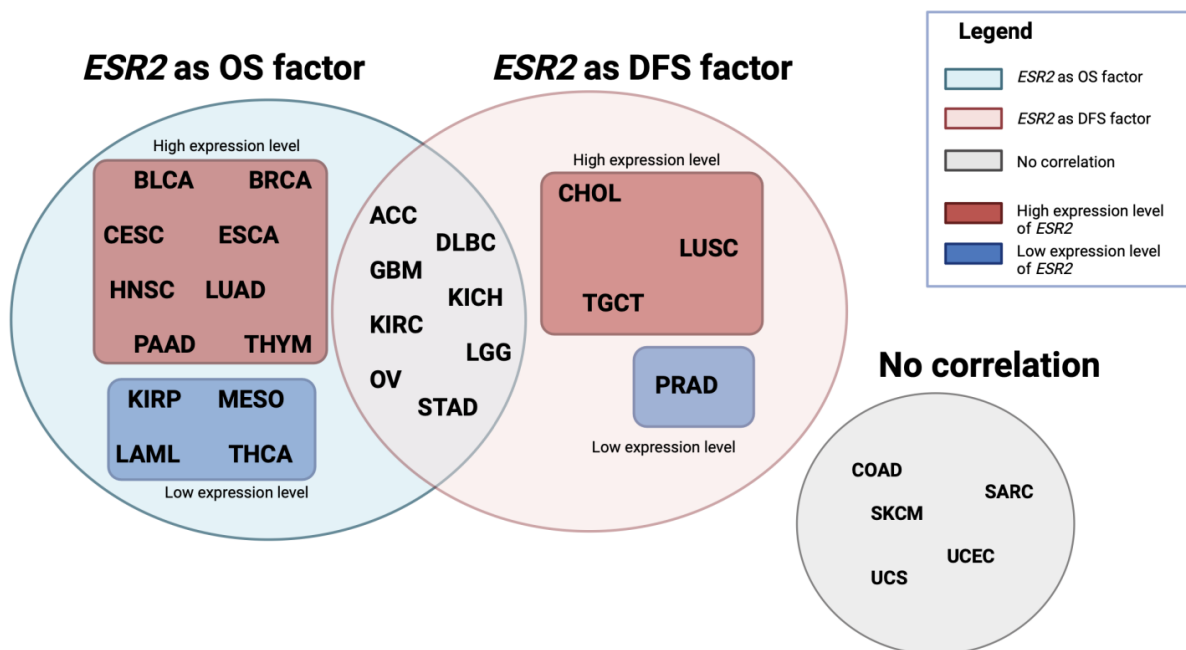 ESR2 as OS factor
High expression level
BLCA BRCA
CESC ESCA
HNSC LUAD
PAAD THYM
KIRP MESO
LAML THCA
Low expression level
ACC
DLBC
GBM
KICH
KIRC
LGG
OV
STAD
ESR2 as DFS factor
High expression level
CHOL
LUSC
TGCT
PRAD
Low expression level
Legend
ESR2 as OS factor
ESR2 as DFS factor
No correlation
High expression level
of ESR2
Low expression level
of ESR2
No correlation
COAD
SARC
SKCM
UCEC
UCS